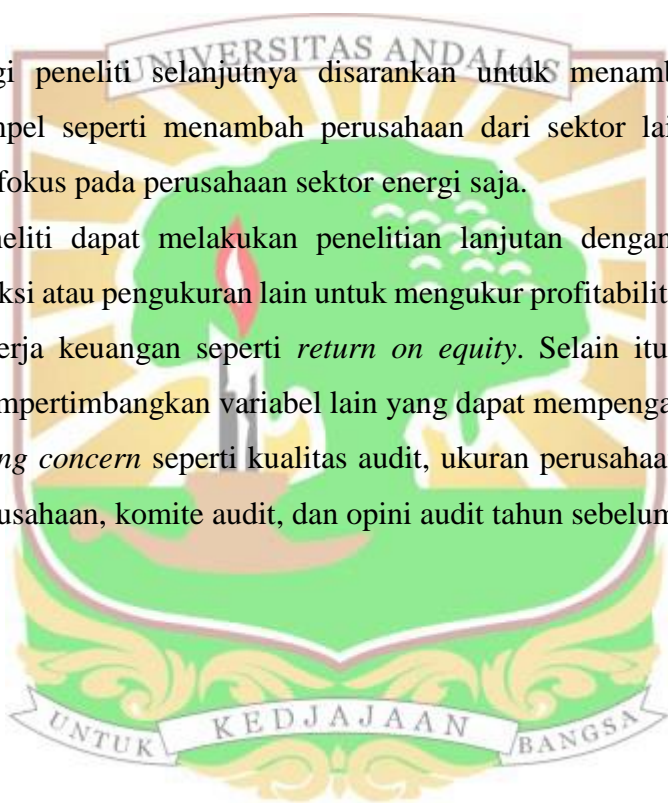 UNIVERSITAS ANDALAS
gi peneliti selanjutnya disarankan untuk menamb
npel seperti menambah perusahaan dari sektor lai
fokus pada perusahaan sektor energi saja.
neliti dapat melakukan penelitian lanjutan dengan
ksi atau pengukuran lain untuk mengukur profitabilit
erja keuangan seperti return on equity. Selain itu
mpertimbangkan variabel lain yang dapat mempenga
ng concern seperti kualitas audit, ukuran perusahaa
usahaan, komite audit, dan opini audit tahun sebelum
UNTUK KEDJAJAAN BANGSA